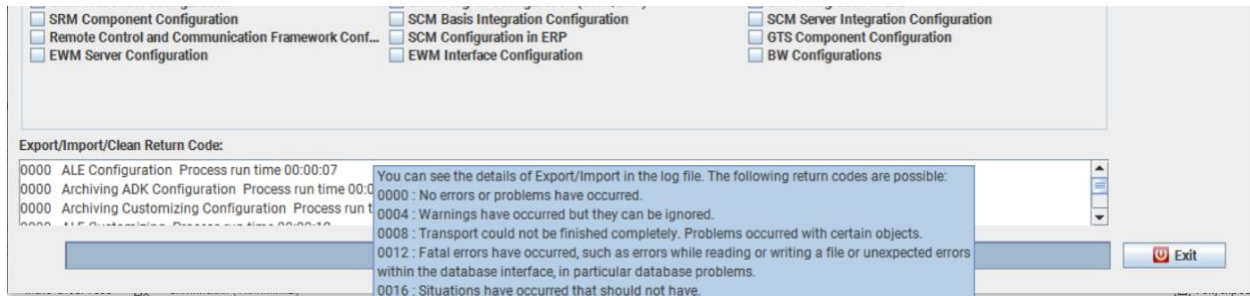 SRM Component Configuration
SCM Basis Integration Configuration
SCM Server Integration Configuration
Remote Control and Communication Framework Conf...
SCM Configuration in ERP
GTS Component Configuration
EWM Server Configuration
EWM Interface Configuration
BW Configurations
Export/Import/Clean Return Code:
0000 ALE Configuration Process run time 00:00:07
0000 Archiving ADK Configuration Process run time 00:0
0000 Archiving Customizing Configuration Process run t
You can see the details of Export/Import in the log file. The following return codes are possible:
0000 : No errors or problems have occurred.
0004 : Warnings have occurred but they can be ignored.
0008 : Transport could not be finished completely. Problems occurred with certain objects.
0012 : Fatal errors have occurred, such as errors while reading or writing a file or unexpected errors
within the database interface, in particular database problems.
0016 : Situations have occurred that should not have.
Exit